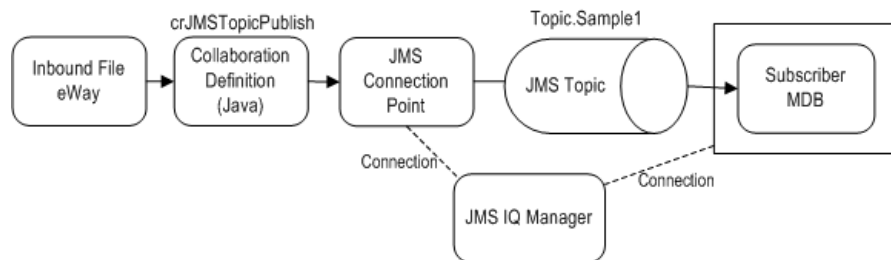 crJMSTopicPublish
Topic.Sample1
Inbound File
eWay
Collaboration
Definition
(Java)
JMS
Connection
Point
JMS Topic
Subscriber
MDB
Connection
Connection
JMS IQ Manager